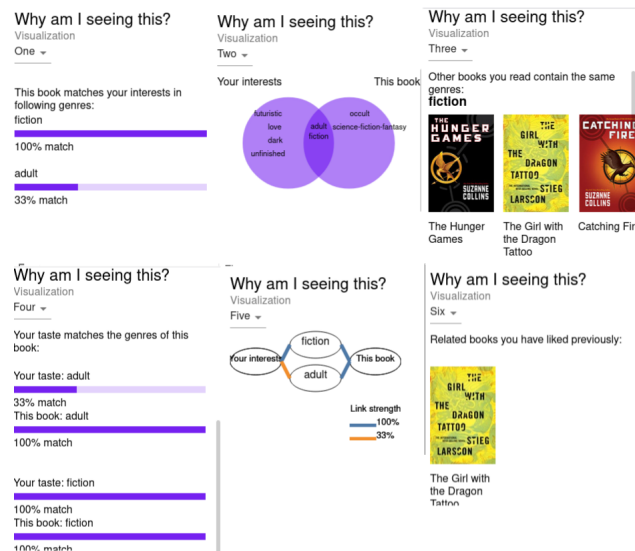 Why am I seeing this?
Visualization
One
This book matches your interests in
following genres:
fiction
100% match
adult
33% match
Why am I seeing this?
Visualization
Two
Your interests
This book
futuristic
love
dark
unfinished
adult
fiction
occult
science-fiction-fantasy
Why am I seeing this?
Visualization
Three
Other books you read contain the same
genres:
fiction
THE
HUNGER
GAMES
SUZANNE
COLLINS
The Hunger
Games
THE
GIRL
WITH
THE
DRAGON
TATTOO
STIEG
LARSSON
The Girl with
the Dragon
Tattoo
CATCHING
FIRE
SUZANNE
COLLINS
Catching Fir
Why am I seeing this?
Visualization
Four
Your taste matches the genres of this
book:
Your taste: adult
33% match
This book: adult
100% match
Your taste: fiction
100% match
This book: fiction
100% match
Why am I seeing this?
Visualization
Five
Your interests
fiction
adult
This book
Link strength
100%
33%
Why am I seeing this?
Visualization
Six
Related books you have liked previously:
THE
GIRL
WITH
THE
DRAGON
TATTOO
STIEG
LARSSON
The Girl with
the Dragon
Tattoo